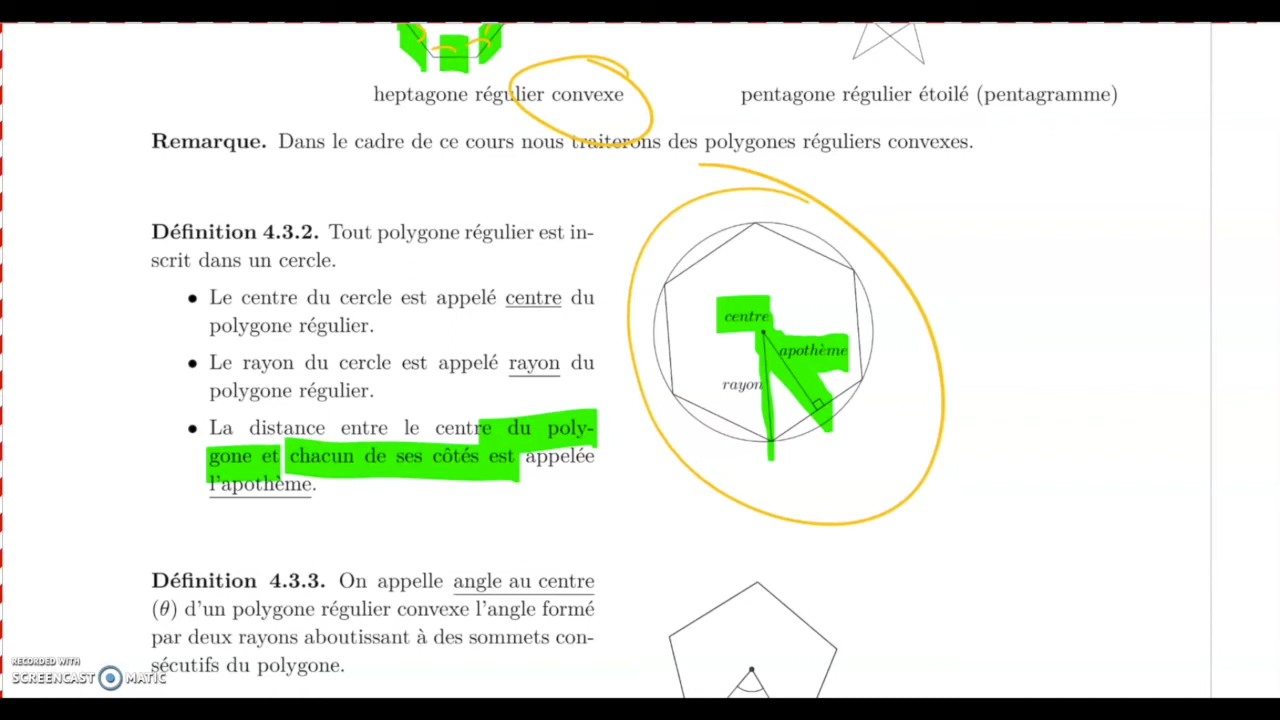 heptagone régulier convexe
pentagone régulier étoilé (pentagramme)
Remarque. Dans le cadre de ce cours nous traiterons des polygones réguliers convexes.
Définition 4.3.2. Tout polygone régulier est in-
scrit dans un cercle.
• Le centre du cercle est appelé centre du
polygone régulier.
• Le rayon du cercle est appelé rayon du
polygone régulier.
• La distance entre le centre du poly-
gone et chacun de ses côtés est appelée
l'apothème.
centre
apothème
rayon
Définition 4.3.3. On appelle angle au centre
(θ) d'un polygone régulier convexe l'angle formé
par deux rayons aboutissant à des sommets con-
sécutifs du polygone.
RECORDED WITH
SCREENCAST MATIC